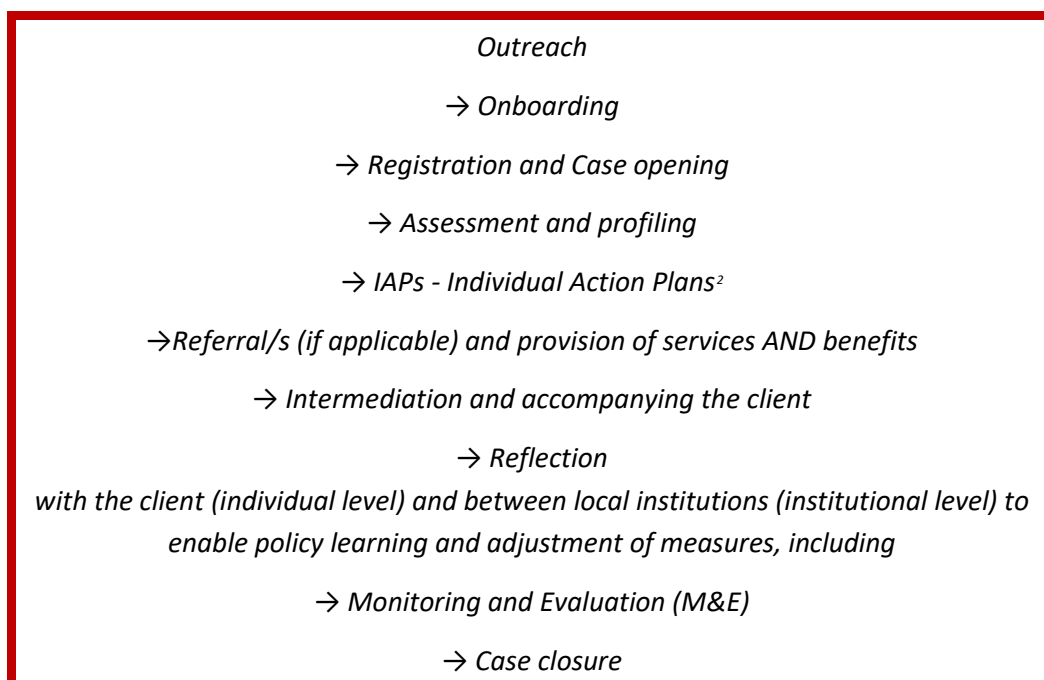 Outreach
→ Onboarding
→ Registration and Case opening
→ Assessment and profiling
→ IAPs - Individual Action Plans²
→Referral/s (if applicable) and provision of services AND benefits
→ Intermediation and accompanying the client
→ Reflection
with the client (individual level) and between local institutions (institutional level) to
enable policy learning and adjustment of measures, including
→ Monitoring and Evaluation (M&E)
→ Case closure